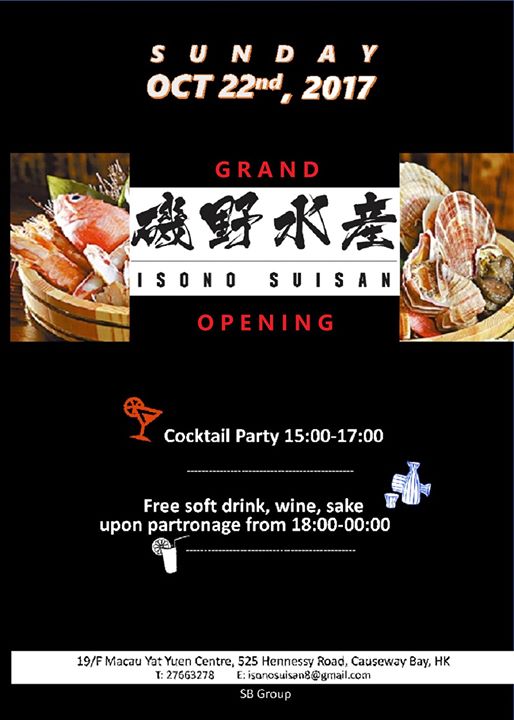 SUNDAY
OCT 22nd, 2017
GRAND
磯野水産
ISONO SUISAN
OPENING
Cocktail Party 15:00-17:00
Free soft drink, wine, sake
upon partronage from 18:00-00:00
19/F Macau Yat Yuen Centre, 525 Hennessy Road, Causeway Bay, HK
T: 27663278 E: isonosuisan8@gmail.com
SB Group